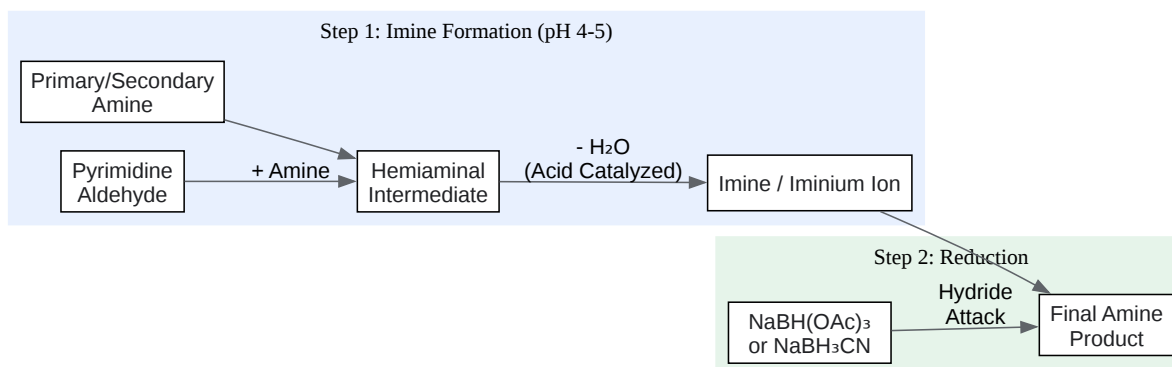 Step 1: Imine Formation (pH 4-5)
Primary/Secondary
Amine
Pyrimidine
Aldehyde
+ Amine
Hemiaminal
Intermediate
- H₂O
(Acid Catalyzed)
Imine / Iminium Ion
Step 2: Reduction
NaBH(OAc)₃
or NaBH₃CN
Hydride
Attack
Final Amine
Product